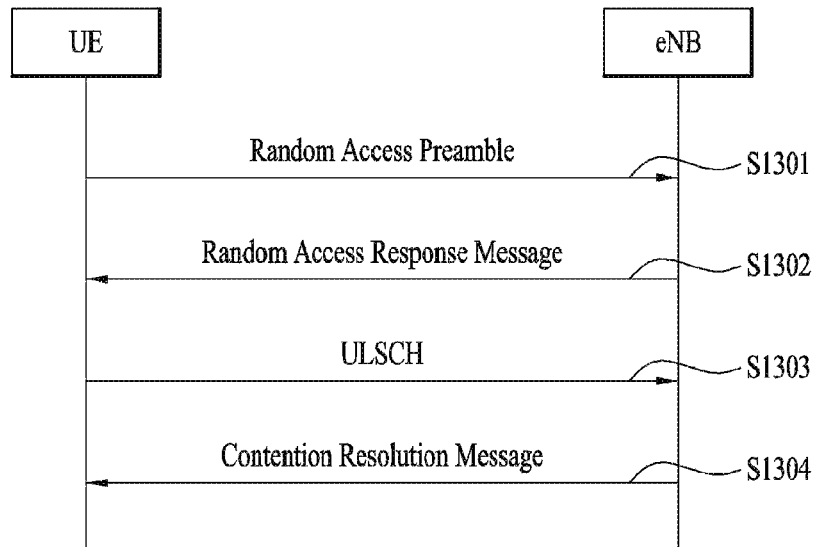 UE
eNB
Random Access Preamble
S1301
Random Access Response Message
S1302
ULSCH
S1303
Contention Resolution Message
S1304